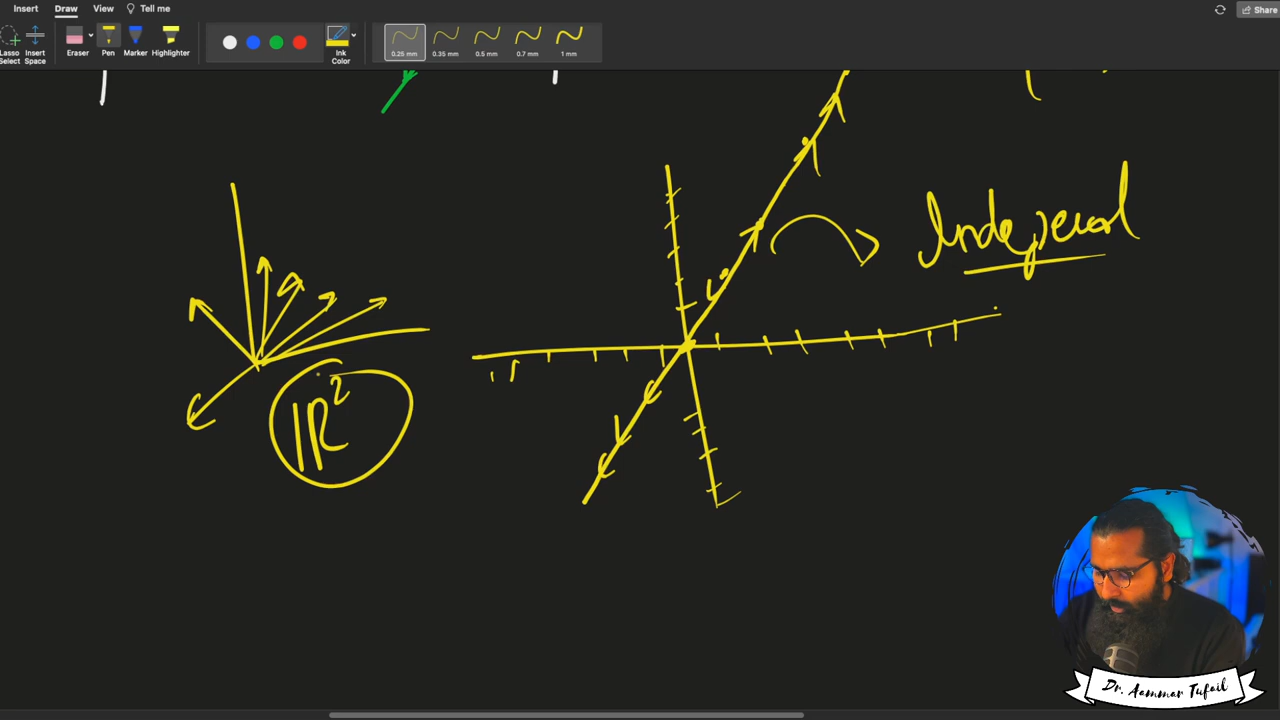 Insert Draw View Tell me
Share
Lasso Select
Insert Space
Eraser
Pen
Marker
Highlighter
Ink Color
0.25 mm
0.35 mm
0.5 mm
0.7 mm
1 mm
ℝ²
Dr. Aammar Tufail